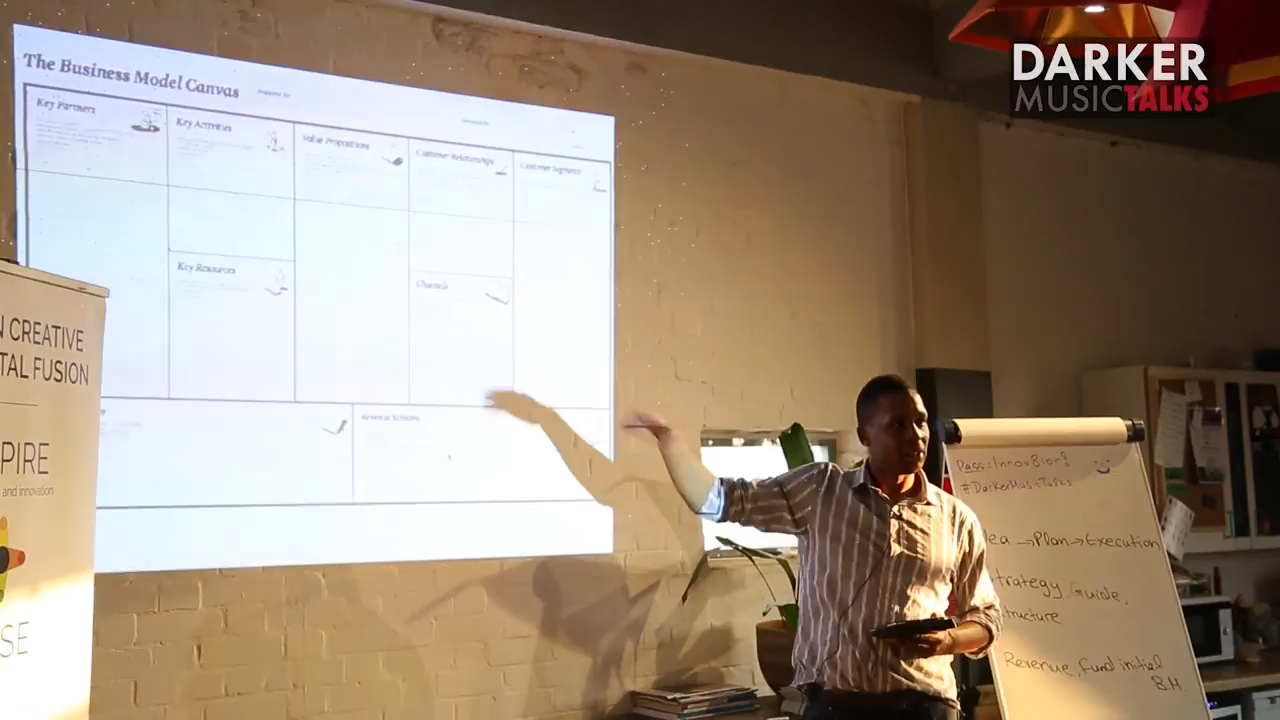 DARKER
MUSICTALKS
The Business Model Canvas
Key Partners
Key Activities
Value Propositions
Customer Relationships
Customer Segments
Key Resources
Channels
Revenue Streams
N CREATIVE
TAL FUSION
PIRE
and innovation
SE
Pass: Innov8ion!
#DarkerMusicTalks
dea → Plan → Execution
trategy Guide,
tructure
Revenue, Fund initial
B.M.